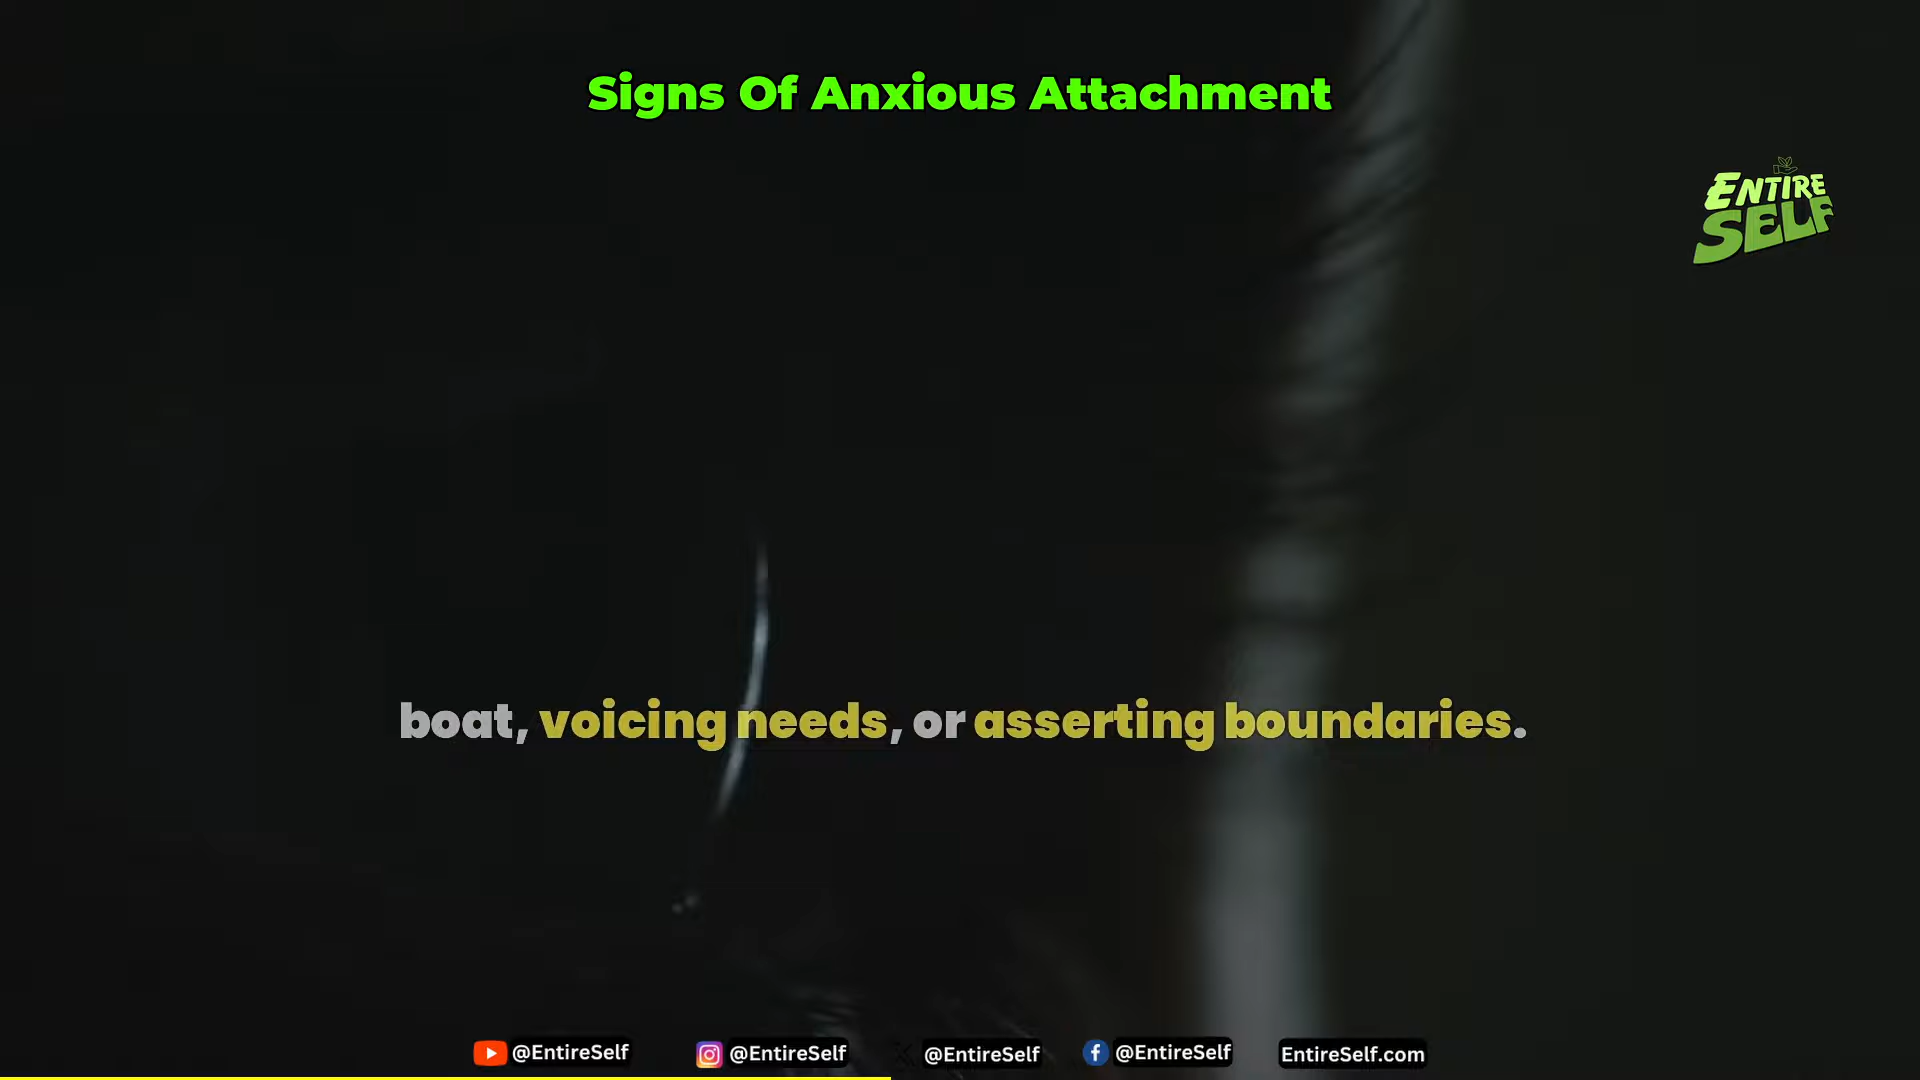 Signs Of Anxious Attachment
ENTIRE
SELF
boat, voicing needs, or asserting boundaries.
@EntireSelf @EntireSelf @EntireSelf @EntireSelf EntireSelf.com